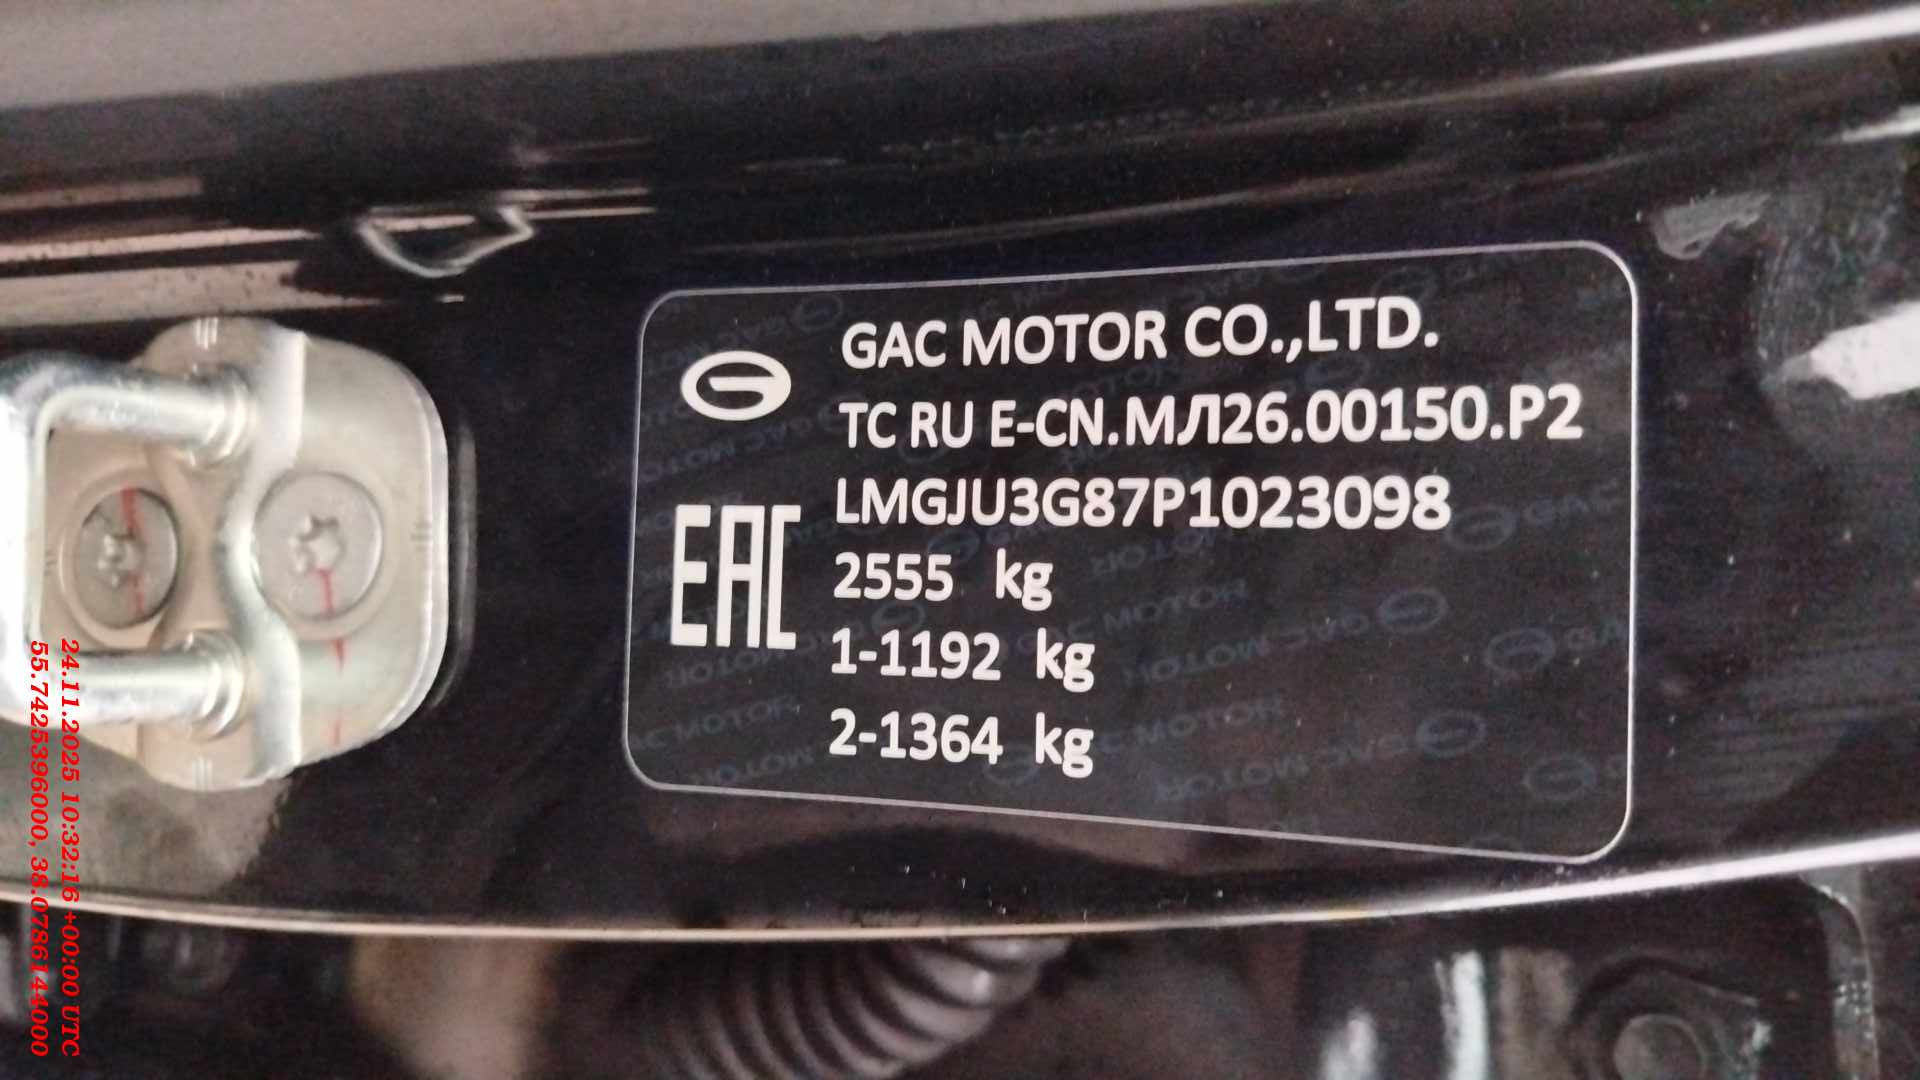 GAC MOTOR CO.,LTD.
TC RU E-CN.МЛ26.00150.P2
LMGJU3G87P1023098
2555 kg
1-1192 kg
2-1364 kg
EAC
24.11.2025 10:32:16 +00:00 UTC
55.7425396000, 38.0786144000